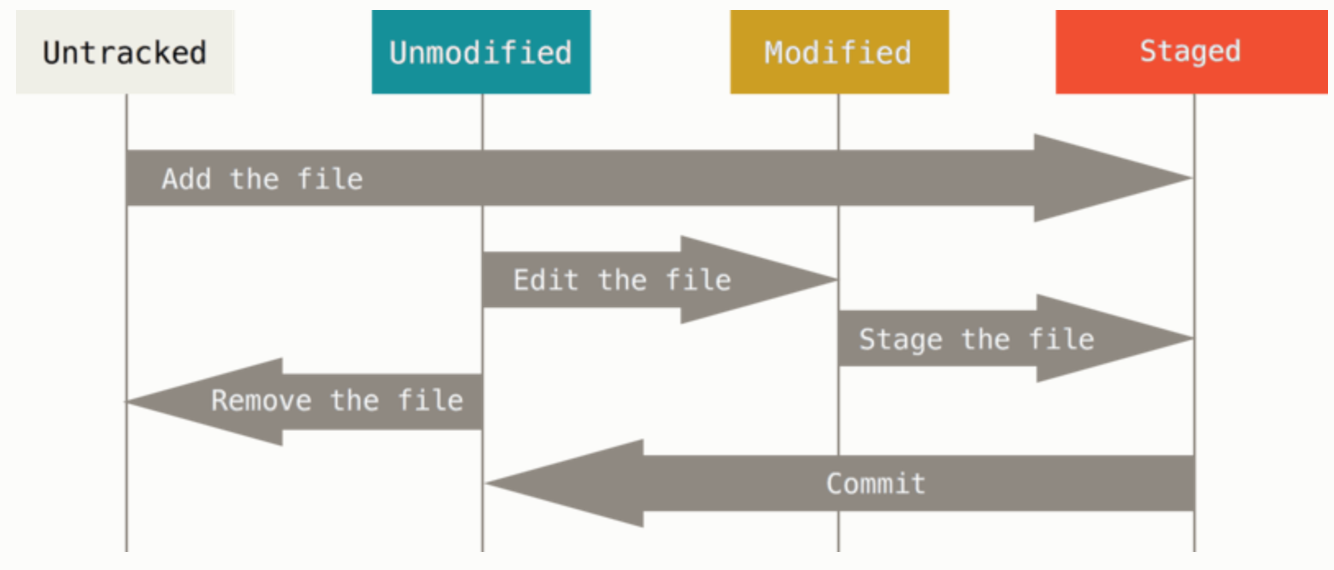 Untracked
Unmodified
Modified
Staged
Add the file
Edit the file
Stage the file
Remove the file
Commit